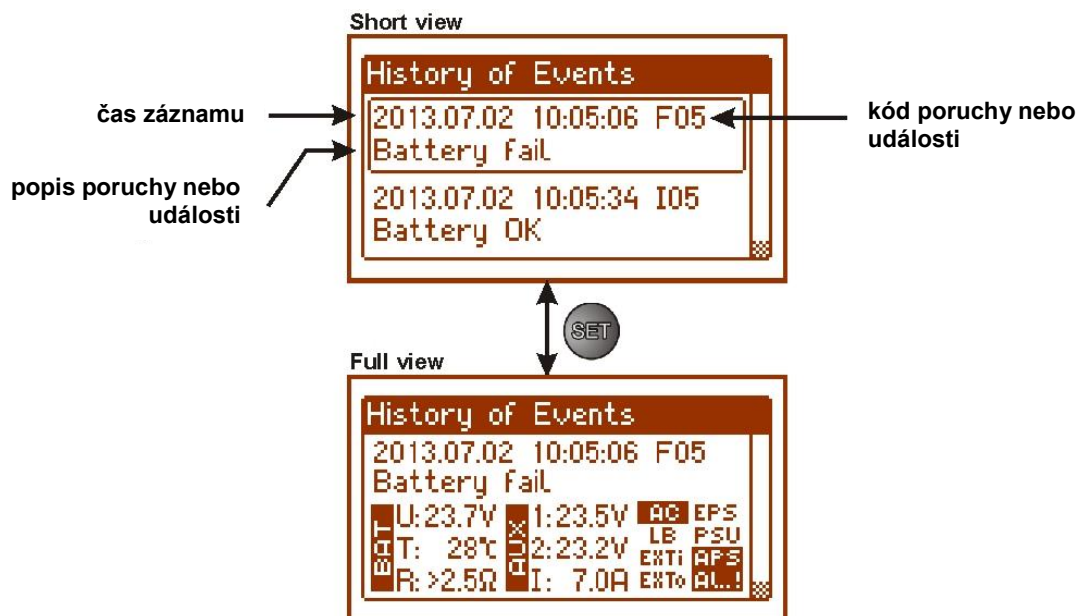 Short view
History of Events
čas záznamu
2013.07.02 10:05:06 F05
kód poruchy nebo
události
Battery fail
popis poruchy nebo
události
2013.07.02 10:05:34 I05
Battery OK
SET
Full view
History of Events
2013.07.02 10:05:06 F05
Battery fail
BAT U:23.7V AUX 1:23.5V AC EPS
T: 28℃ 2:23.2V LB PSU
R: >2.5Ω I: 7.0A EXTi APS
EXTo AL..!